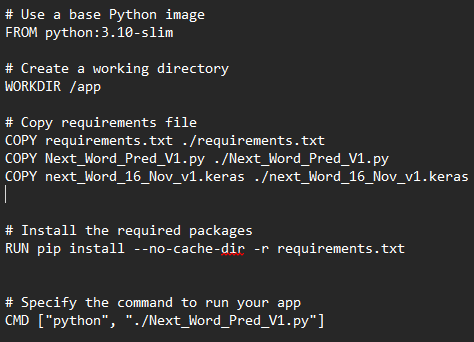 # Use a base Python image
FROM python:3.10-slim
# Create a working directory
WORKDIR /app
# Copy requirements file
COPY requirements.txt ./requirements.txt
COPY Next_Word_Pred_V1.py ./Next_Word_Pred_V1.py
COPY next_Word_16_Nov_v1.keras ./next_Word_16_Nov_v1.keras
# Install the required packages
RUN pip install --no-cache-dir -r requirements.txt
# Specify the command to run your app
CMD ["python", "./Next_Word_Pred_V1.py"]